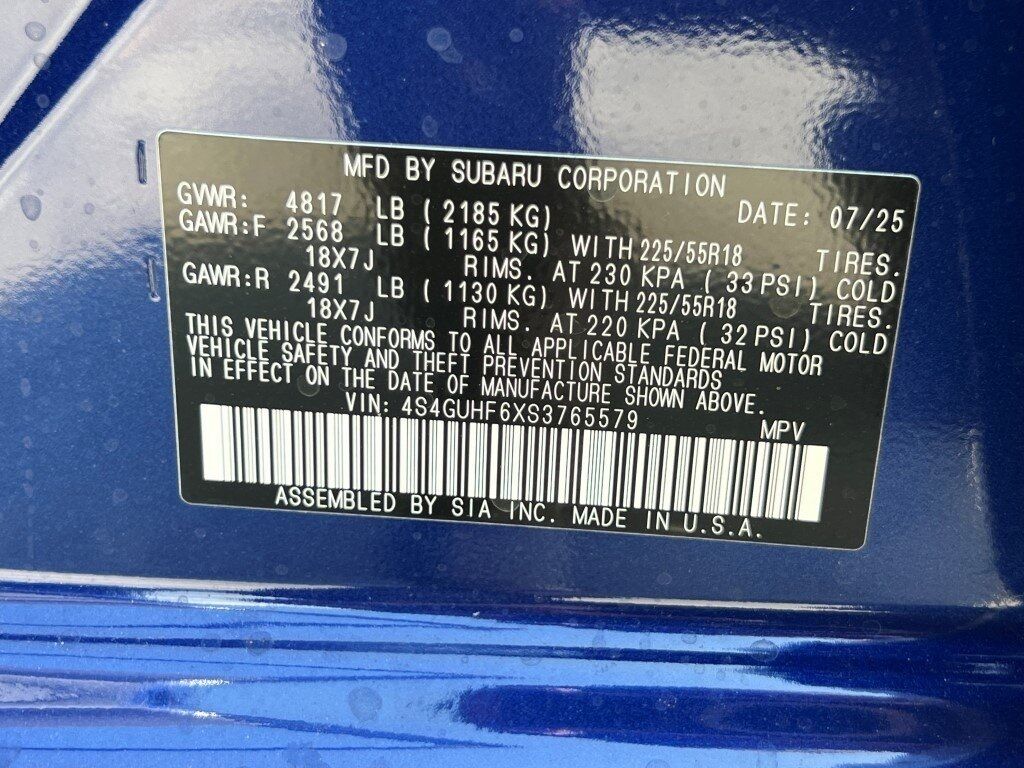 MFD BY SUBARU CORPORATION
GVWR: 4817 LB ( 2185 KG) DATE: 07/25
GAWR:F 2568 LB ( 1165 KG) WITH 225/55R18 TIRES.
18X7J RIMS. AT 230 KPA ( 33 PSI) COLD
GAWR:R 2491 LB ( 1130 KG) WITH 225/55R18 TIRES.
18X7J RIMS. AT 220 KPA ( 32 PSI) COLD
THIS VEHICLE CONFORMS TO ALL APPLICABLE FEDERAL MOTOR
VEHICLE SAFETY AND THEFT PREVENTION STANDARDS
IN EFFECT ON THE DATE OF MANUFACTURE SHOWN ABOVE.
VIN: 4S4GUHF6XS3765579 MPV
ASSEMBLED BY SIA INC. MADE IN U.S.A.